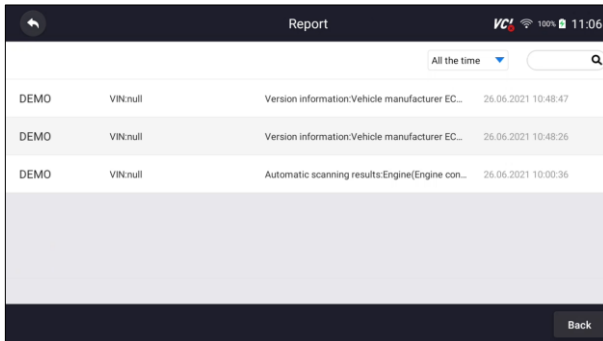 Report VCI 100% 11:06
All the time
DEMO VIN:null Version information:Vehicle manufacturer EC... 26.06.2021 10:48:47
DEMO VIN:null Version information:Vehicle manufacturer EC... 26.06.2021 10:48:26
DEMO VIN:null Automatic scanning results:Engine(Engine con... 26.06.2021 10:00:36
Back